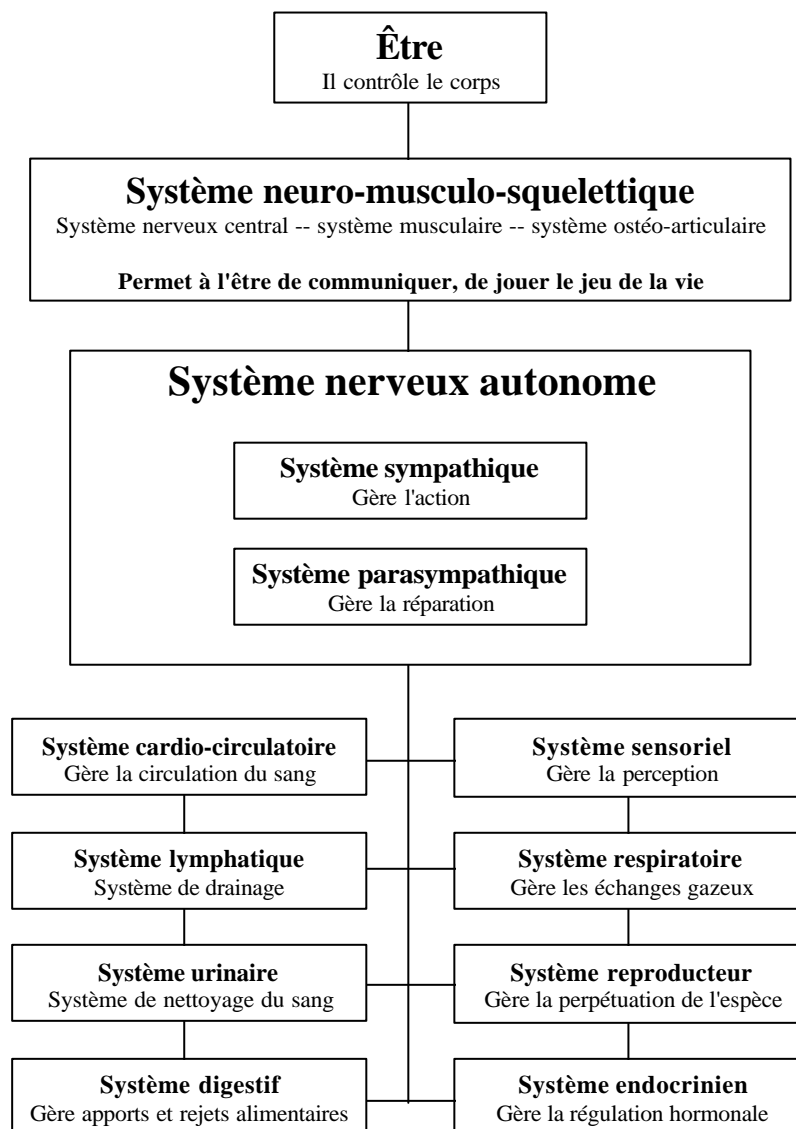 Être
Il contrôle le corps
Système neuro-musculo-squelettique
Système nerveux central -- système musculaire -- système ostéo-articulaire
Permet à l'être de communiquer, de jouer le jeu de la vie
Système nerveux autonome
Système sympathique
Gère l'action
Système parasympathique
Gère la réparation
Système cardio-circulatoire
Gère la circulation du sang
Système sensoriel
Gère la perception
Système lymphatique
Système de drainage
Système respiratoire
Gère les échanges gazeux
Système urinaire
Système de nettoyage du sang
Système reproducteur
Gère la perpétuation de l'espèce
Système digestif
Gère apports et rejets alimentaires
Système endocrinien
Gère la régulation hormonale